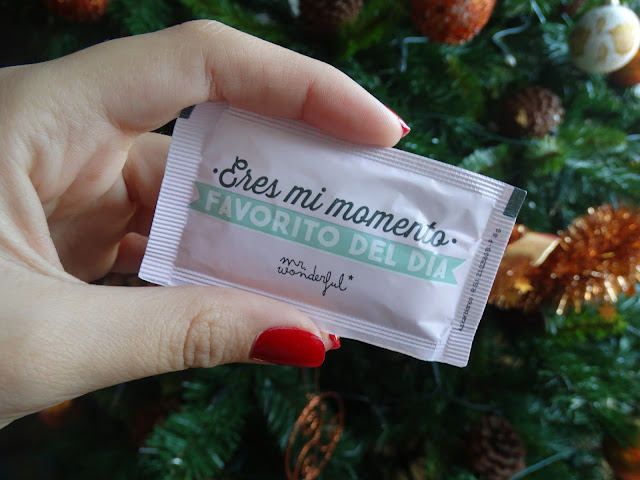 • Eres mi momento •
FAVORITO DEL DÍA
mr
wonderful*